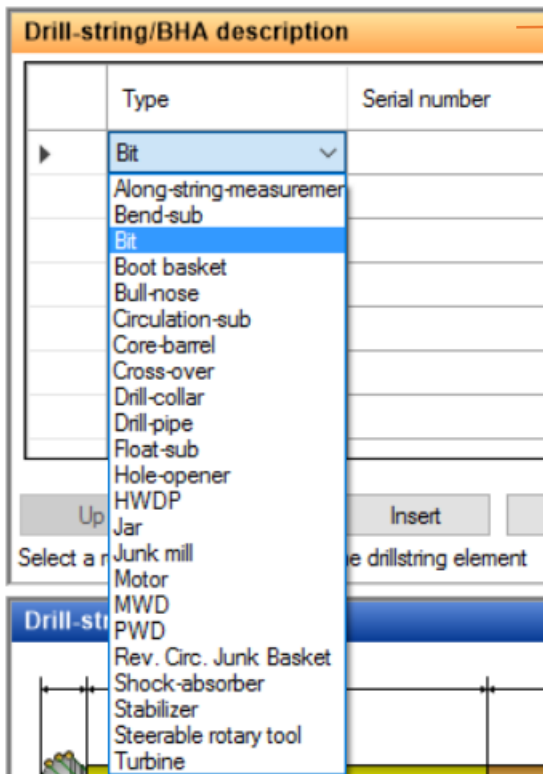 Drill-string/BHA description
Type Serial number
Bit
Along-string-measuremen
Bend-sub
Bit
Boot basket
Bull-nose
Circulation-sub
Core-barrel
Cross-over
Drill-collar
Drill-pipe
Float-sub
Hole-opener
HWDP
Up Insert
Jar
Select a r Junk mill e drillstring element
Motor
MWD
Drill-str
PWD
Rev. Circ. Junk Basket
Shock-absorber
Stabilizer
Steerable rotary tool
Turbine